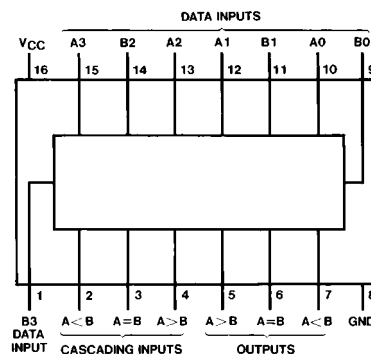 DATA INPUTS
VCC A3 B2 A2 A1 B1 A0 B0
16 15 14 13 12 11 10 9
1 2 3 4 5 6 7 8
B3 A<B A=B A>B A>B A=B A<B GND
DATA
INPUT CASCADING INPUTS OUTPUTS